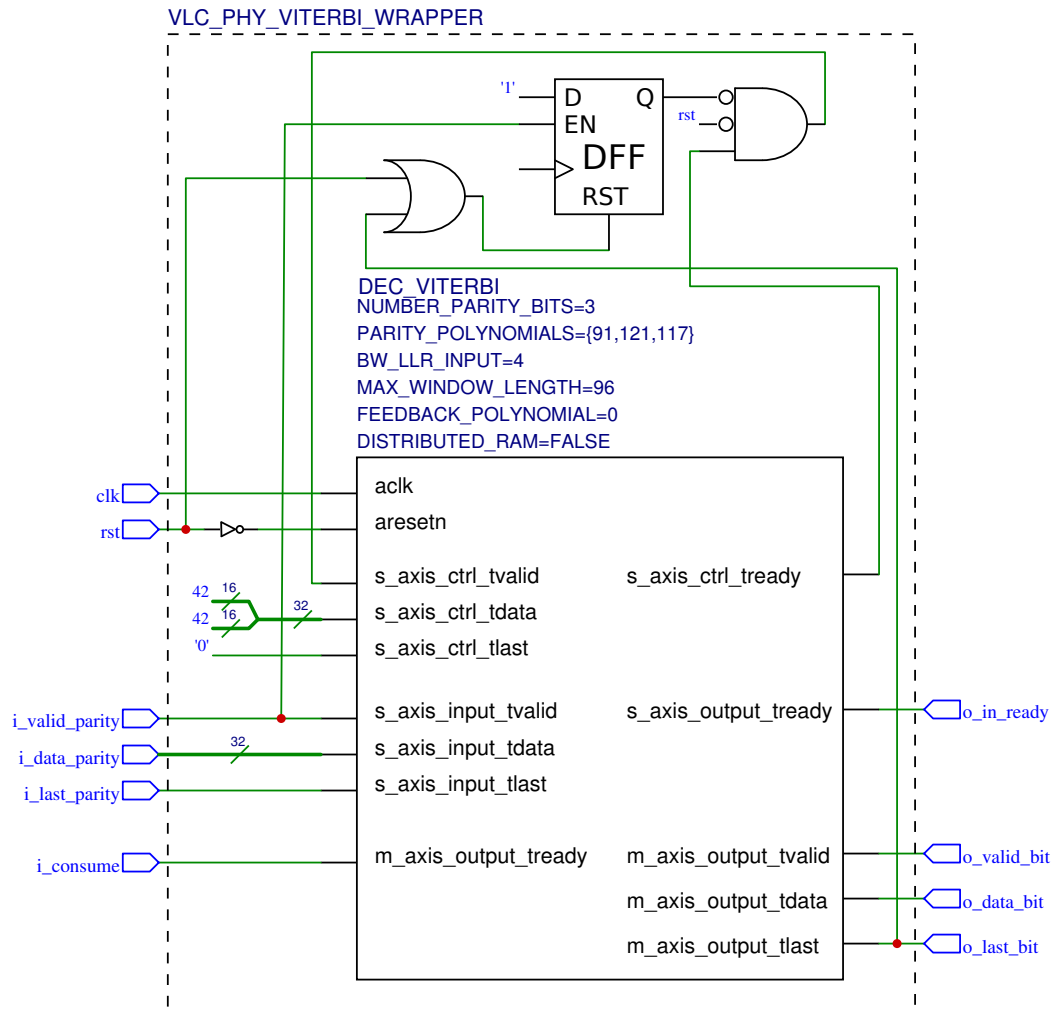 VLC_PHY_VITERBI_WRAPPER
'1'
D
Q
EN
rst
DFF
RST
DEC_VITERBI
NUMBER_PARITY_BITS=3
PARITY_POLYNOMIALS={91,121,117}
BW_LLR_INPUT=4
MAX_WINDOW_LENGTH=96
FEEDBACK_POLYNOMIAL=0
DISTRIBUTED_RAM=FALSE
clk
aclk
rst
aresetn
s_axis_ctrl_tvalid
s_axis_ctrl_tready
42
16
32
s_axis_ctrl_tdata
42
16
'0'
s_axis_ctrl_tlast
i_valid_parity
s_axis_input_tvalid
s_axis_output_tready
o_in_ready
i_data_parity
32
s_axis_input_tdata
i_last_parity
s_axis_input_tlast
i_consume
m_axis_output_tready
m_axis_output_tvalid
o_valid_bit
m_axis_output_tdata
o_data_bit
m_axis_output_tlast
o_last_bit